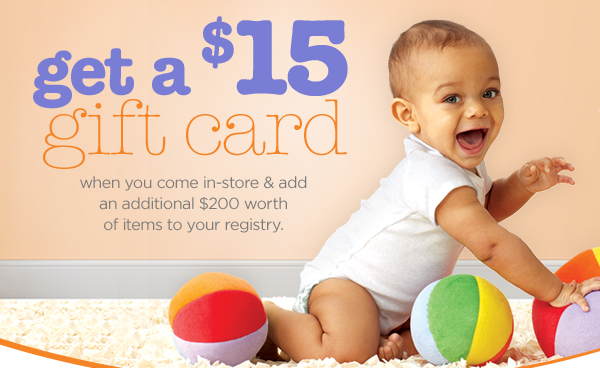 get a $15
gift card
when you come in-store & add
an additional $200 worth
of items to your registry.